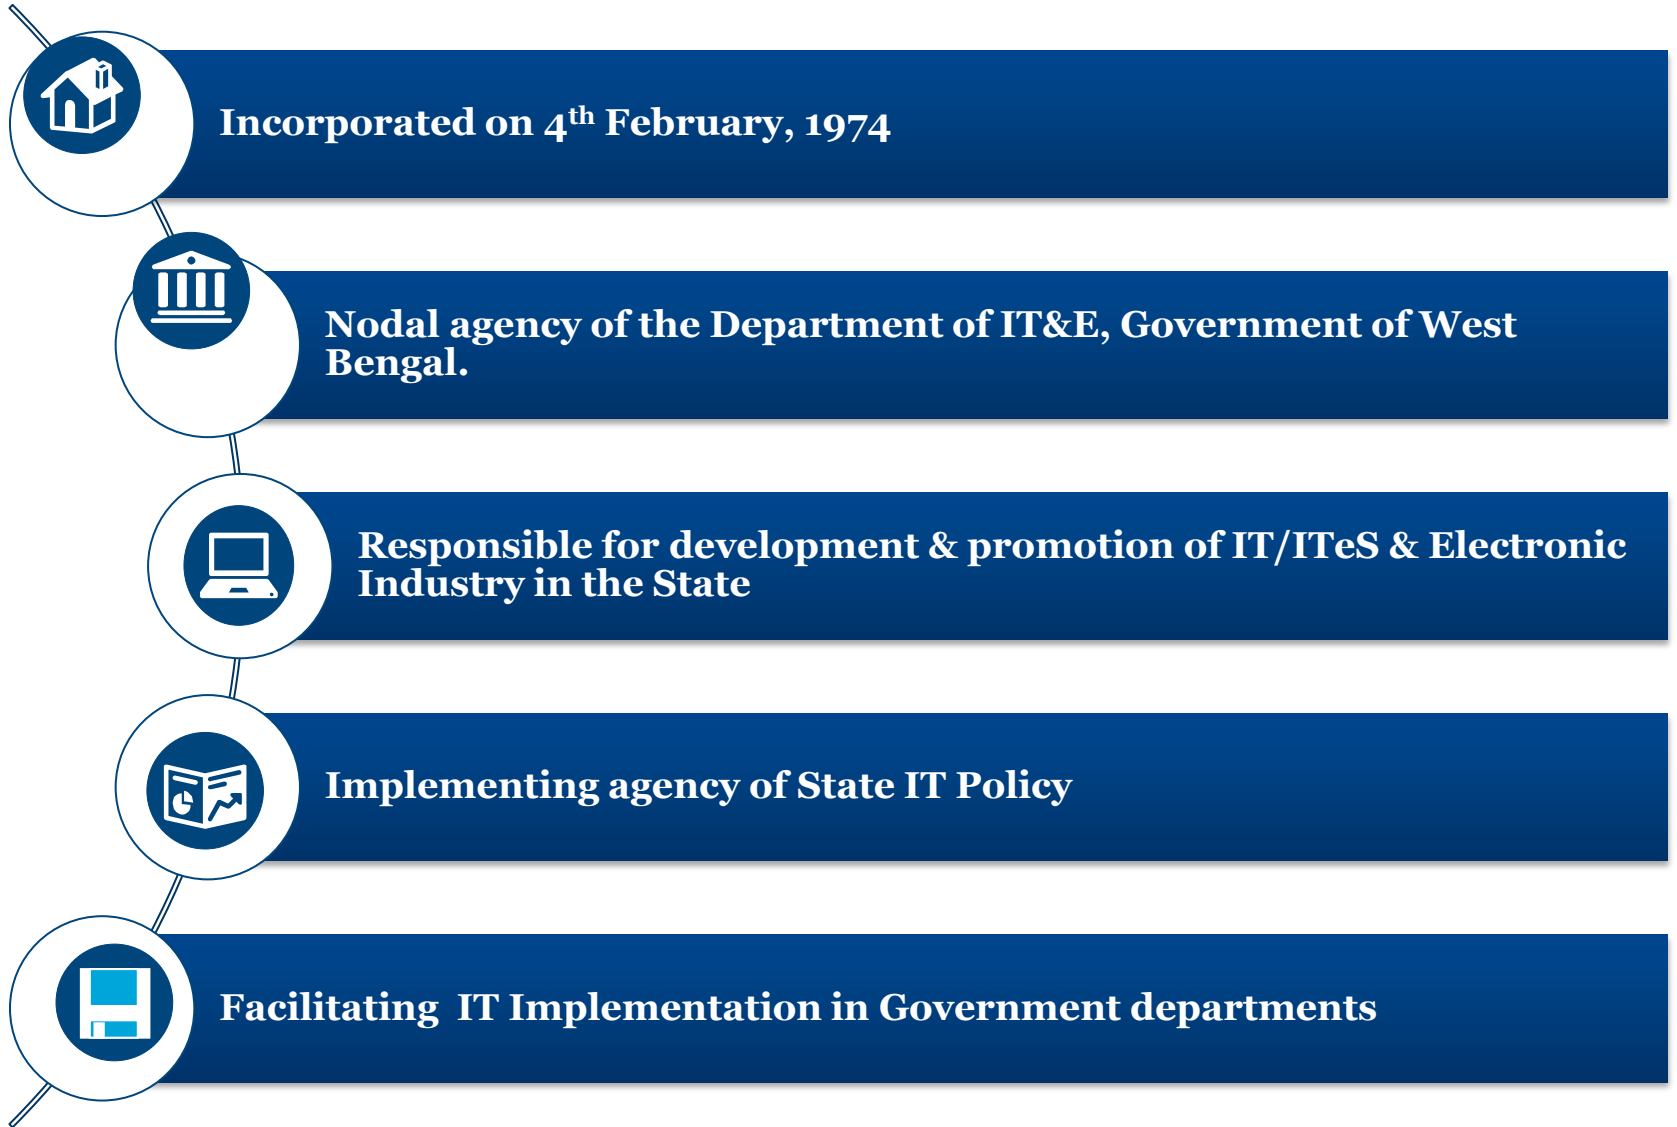 Incorporated on 4th February, 1974
Nodal agency of the Department of IT&E, Government of West
Bengal.
Responsible for development & promotion of IT/ITeS & Electronic
Industry in the State
Implementing agency of State IT Policy
Facilitating  IT Implementation in Government departments